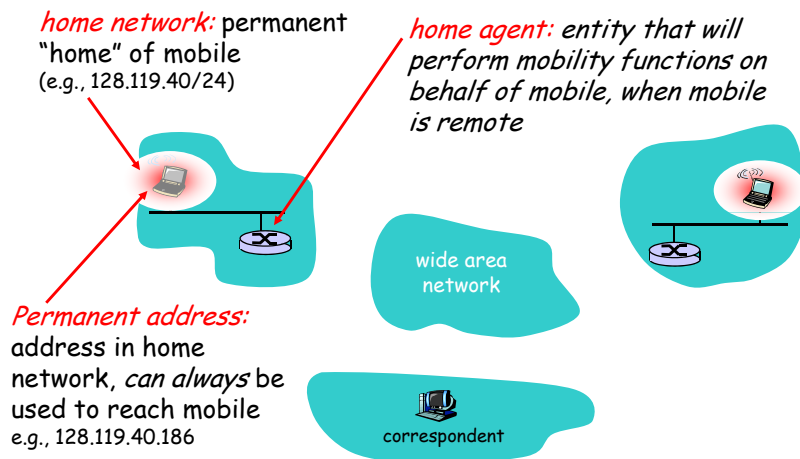 home network: permanent
“home” of mobile
(e.g., 128.119.40/24)
home agent: entity that will
perform mobility functions on
behalf of mobile, when mobile
is remote
wide area
network
Permanent address:
address in home
network, can always be
used to reach mobile
e.g., 128.119.40.186
correspondent